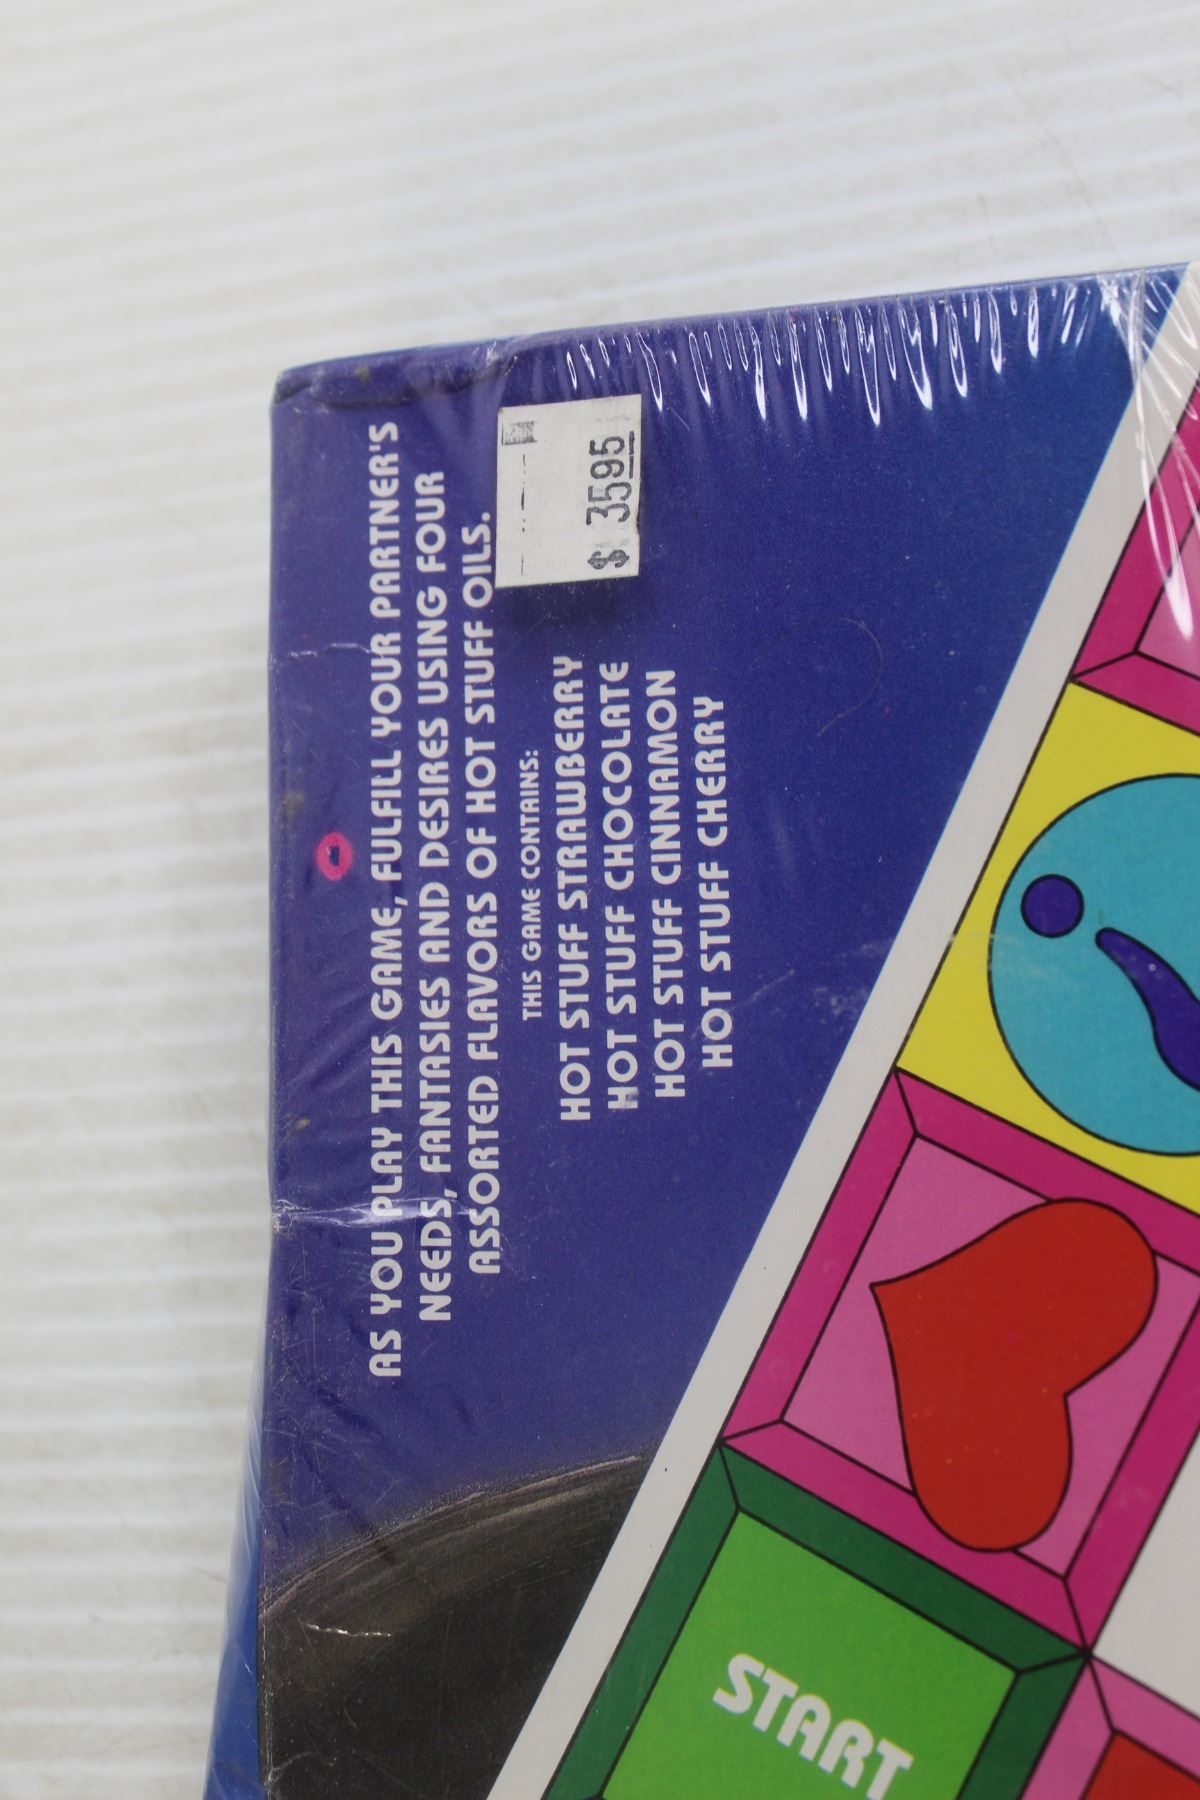 AS YOU PLAY THIS GAME, FULFILL YOUR PARTNER'S
NEEDS, FANTASIES AND DESIRES USING FOUR
ASSORTED FLAVORS OF HOT STUFF OILS.
$ 3595
THIS GAME CONTAINS:
HOT STUFF STRAWBERRY
HOT STUFF CHOCOLATE
HOT STUFF CINNAMON
HOT STUFF CHERRY
?
START